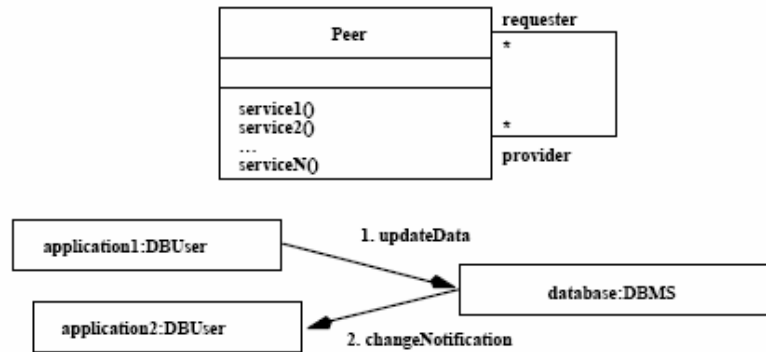 Peer
requester
*
service1()
service2()
...
serviceN()
*
provider
application1:DBUser
1. updateData
database:DBMS
application2:DBUser
2. changeNotification